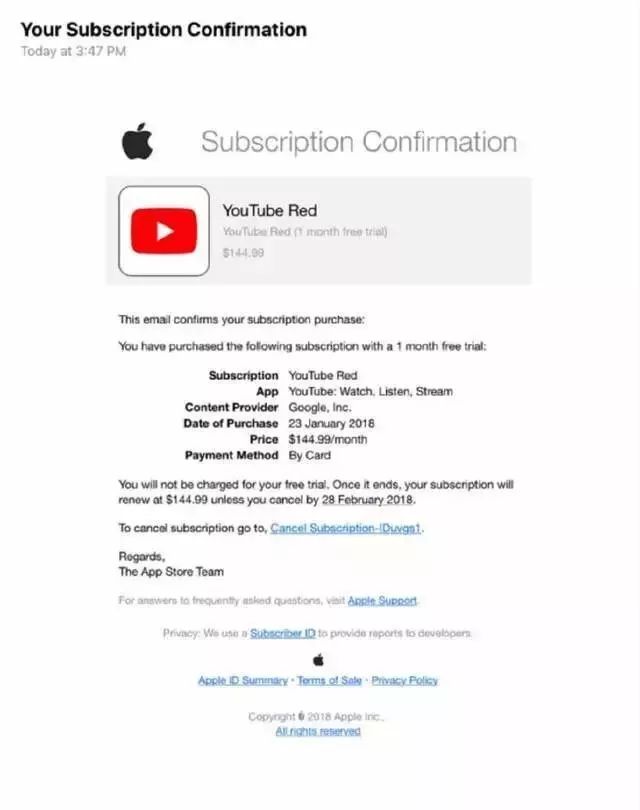 Your Subscription Confirmation
Today at 3:47 PM
Subscription Confirmation
YouTube Red
YouTube Red (1 month free trial)
$144.99
This email confirms your subscription purchase:
You have purchased the following subscription with a 1 month free trial:
Subscription YouTube Red
App YouTube: Watch, Listen, Stream
Content Provider Google, Inc.
Date of Purchase 23 January 2018
Price $144.99/month
Payment Method By Card
You will not be charged for your free trial. Once it ends, your subscription will
renew at $144.99 unless you cancel by 28 February 2018.
To cancel subscription go to, Cancel Subscription-IDuvgs1.
Regards,
The App Store Team
For answers to frequently asked questions, visit Apple Support.
Privacy: We use a Subscriber ID to provide reports to developers.
Apple ID Summary · Terms of Sale · Privacy Policy
Copyright © 2018 Apple Inc..
All rights reserved